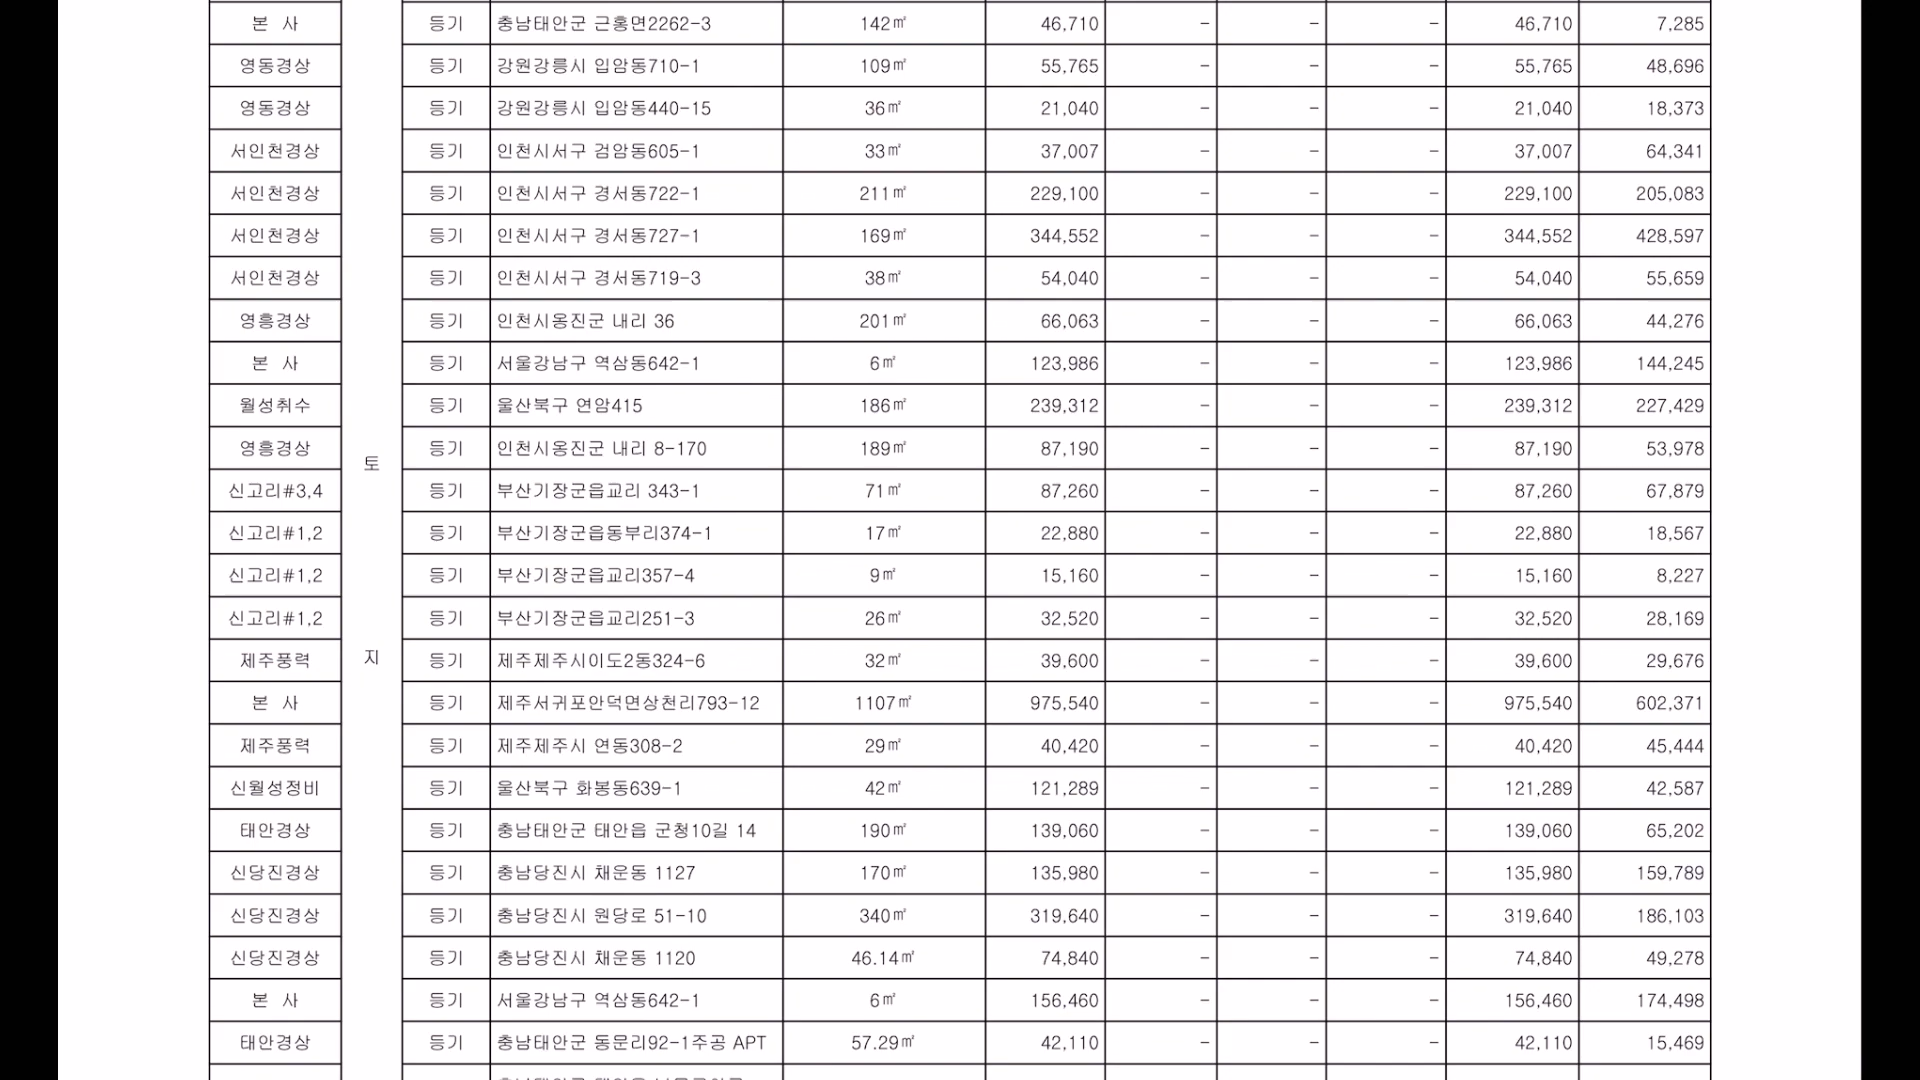 본 사 등기 충남태안군 근흥면2262-3 142㎡ 46,710 - - - 46,710 7,285
영동경상 등기 강원강릉시 입암동710-1 109㎡ 55,765 - - - 55,765 48,696
영동경상 등기 강원강릉시 입암동440-15 36㎡ 21,040 - - - 21,040 18,373
서인천경상 등기 인천시서구 검암동605-1 33㎡ 37,007 - - - 37,007 64,341
서인천경상 등기 인천시서구 경서동722-1 211㎡ 229,100 - - - 229,100 205,083
서인천경상 등기 인천시서구 경서동727-1 169㎡ 344,552 - - - 344,552 428,597
서인천경상 등기 인천시서구 경서동719-3 38㎡ 54,040 - - - 54,040 55,659
영흥경상 등기 인천시옹진군 내리 36 201㎡ 66,063 - - - 66,063 44,276
본 사 등기 서울강남구 역삼동642-1 6㎡ 123,986 - - - 123,986 144,245
월성취수 등기 울산북구 연암415 186㎡ 239,312 - - - 239,312 227,429
영흥경상 등기 인천시옹진군 내리 8-170 189㎡ 87,190 - - - 87,190 53,978
토
신고리#3,4 등기 부산기장군읍교리 343-1 71㎡ 87,260 - - - 87,260 67,879
신고리#1,2 등기 부산기장군읍동부리374-1 17㎡ 22,880 - - - 22,880 18,567
신고리#1,2 등기 부산기장군읍교리357-4 9㎡ 15,160 - - - 15,160 8,227
신고리#1,2 등기 부산기장군읍교리251-3 26㎡ 32,520 - - - 32,520 28,169
제주풍력 지 등기 제주제주시이도2동324-6 32㎡ 39,600 - - - 39,600 29,676
본 사 등기 제주서귀포안덕면상천리793-12 1107㎡ 975,540 - - - 975,540 602,371
제주풍력 등기 제주제주시 연동308-2 29㎡ 40,420 - - - 40,420 45,444
신월성정비 등기 울산북구 화봉동639-1 42㎡ 121,289 - - - 121,289 42,587
태안경상 등기 충남태안군 태안읍 군청10길 14 190㎡ 139,060 - - - 139,060 65,202
신당진경상 등기 충남당진시 채운동 1127 170㎡ 135,980 - - - 135,980 159,789
신당진경상 등기 충남당진시 원당로 51-10 340㎡ 319,640 - - - 319,640 186,103
신당진경상 등기 충남당진시 채운동 1120 46.14㎡ 74,840 - - - 74,840 49,278
본 사 등기 서울강남구 역삼동642-1 6㎡ 156,460 - - - 156,460 174,498
태안경상 등기 충남태안군 동문리92-1주공 APT 57.29㎡ 42,110 - - - 42,110 15,469